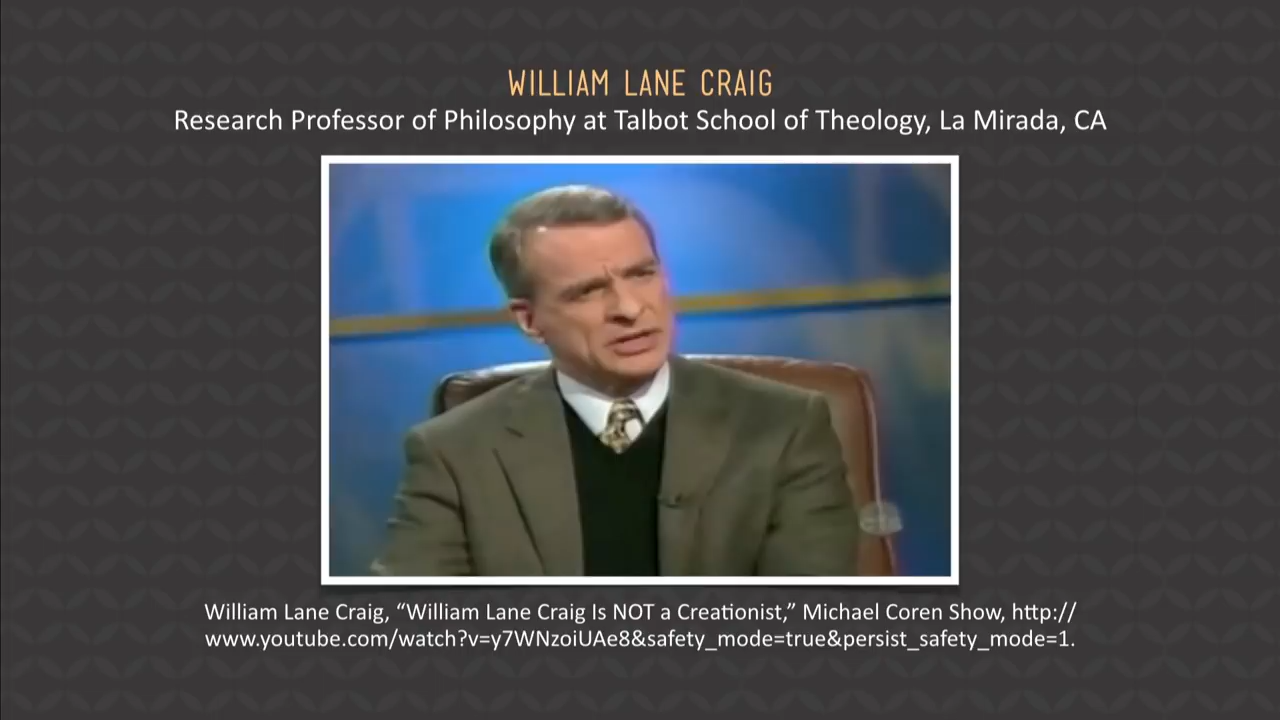 WILLIAM LANE CRAIG
Research Professor of Philosophy at Talbot School of Theology, La Mirada, CA
William Lane Craig, “William Lane Craig Is NOT a Creationist,” Michael Coren Show, http://
www.youtube.com/watch?v=y7WNzoiUAe8&safety_mode=true&persist_safety_mode=1.